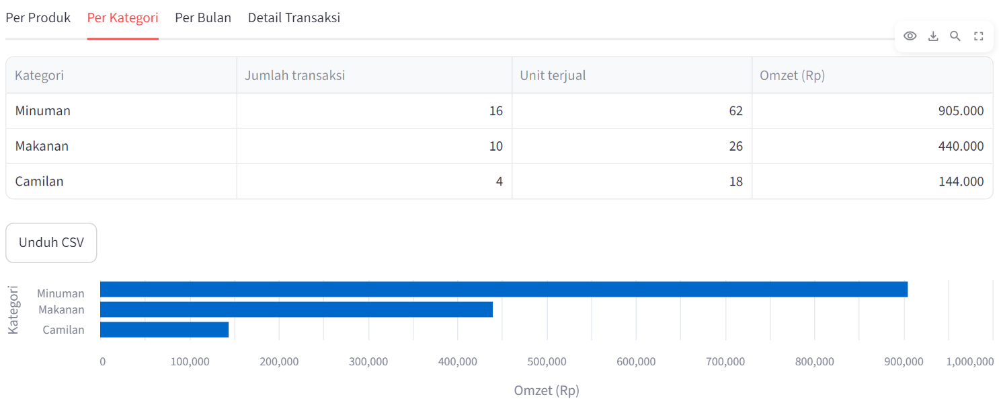 Per Produk Per Kategori Per Bulan Detail Transaksi
Kategori Jumlah transaksi Unit terjual Omzet (Rp)
Minuman 16 62 905.000
Makanan 10 26 440.000
Camilan 4 18 144.000
Unduh CSV
Kategori
Minuman
Makanan
Camilan
0 100,000 200,000 300,000 400,000 500,000 600,000 700,000 800,000 900,000 1,000,000
Omzet (Rp)